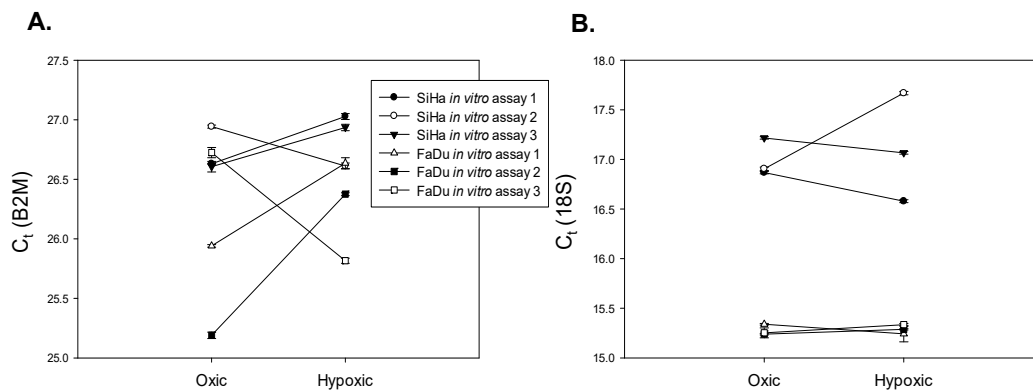 A.
27.5
27.0
26.5
26.0
25.5
25.0
Ct (B2M)
Oxic Hypoxic
SiHa in vitro assay 1
SiHa in vitro assay 2
SiHa in vitro assay 3
FaDu in vitro assay 1
FaDu in vitro assay 2
FaDu in vitro assay 3
B.
18.0
17.5
17.0
16.5
16.0
15.5
15.0
Ct (18S)
Oxic Hypoxic